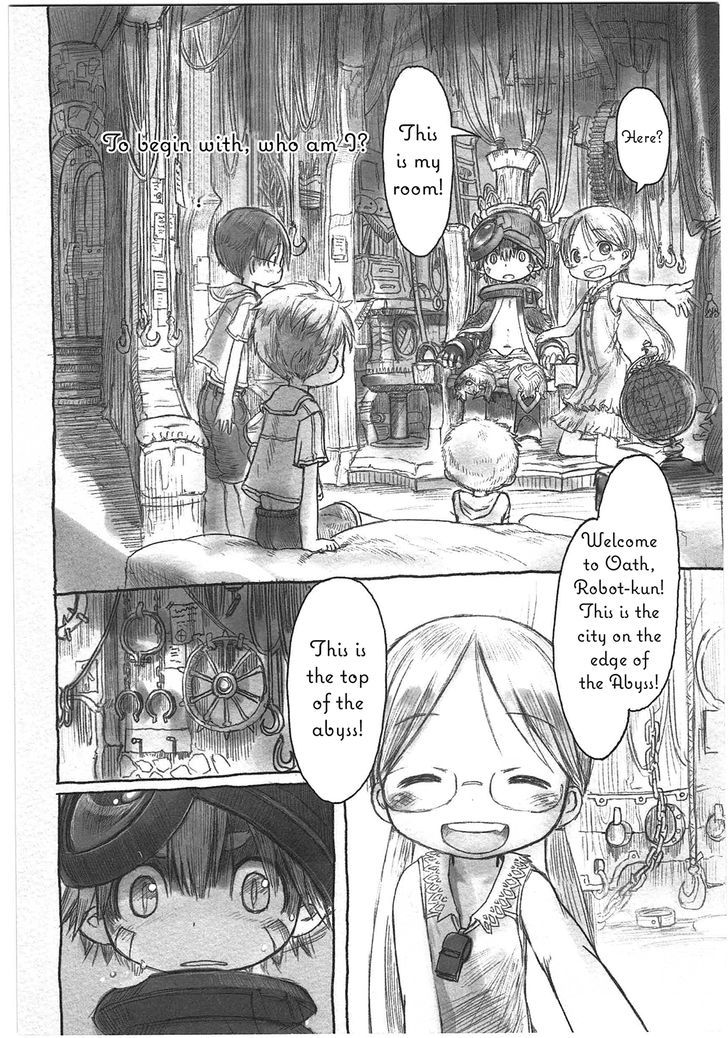 To begin with, who am I?
This
is my
room!
Here?
Welcome
to Oath,
Robot-kun!
This is the
city on the
edge of
the Abyss!
This is
the top
of the
abyss!